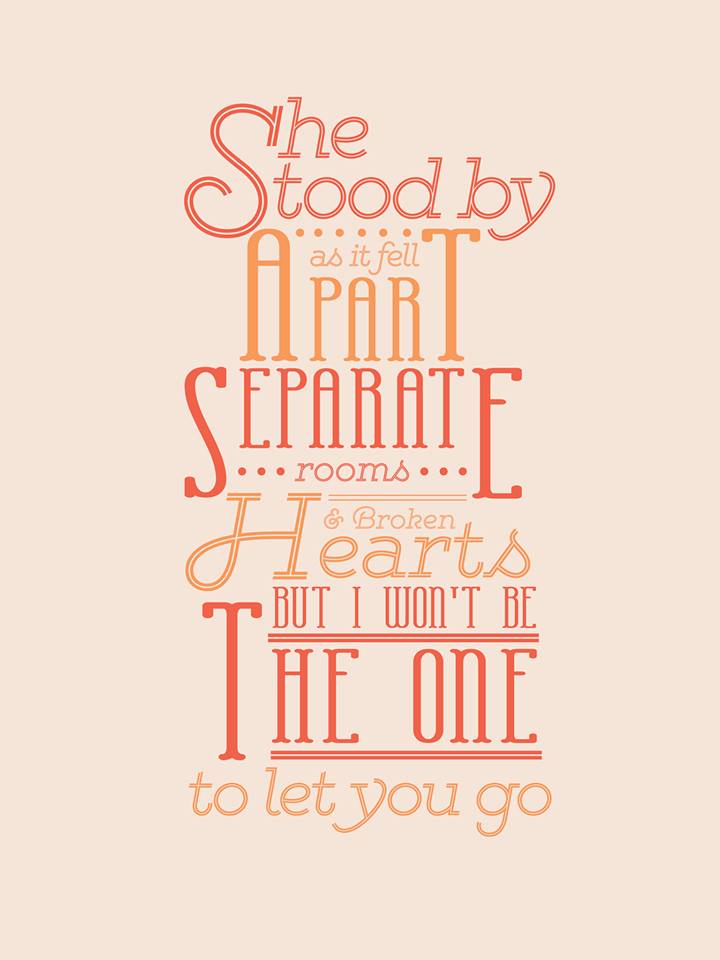 She
Stood by
as it fell
APART
SEPARATE
rooms
& Broken
Hearts
BUT I WON'T BE
THE ONE
to let you go